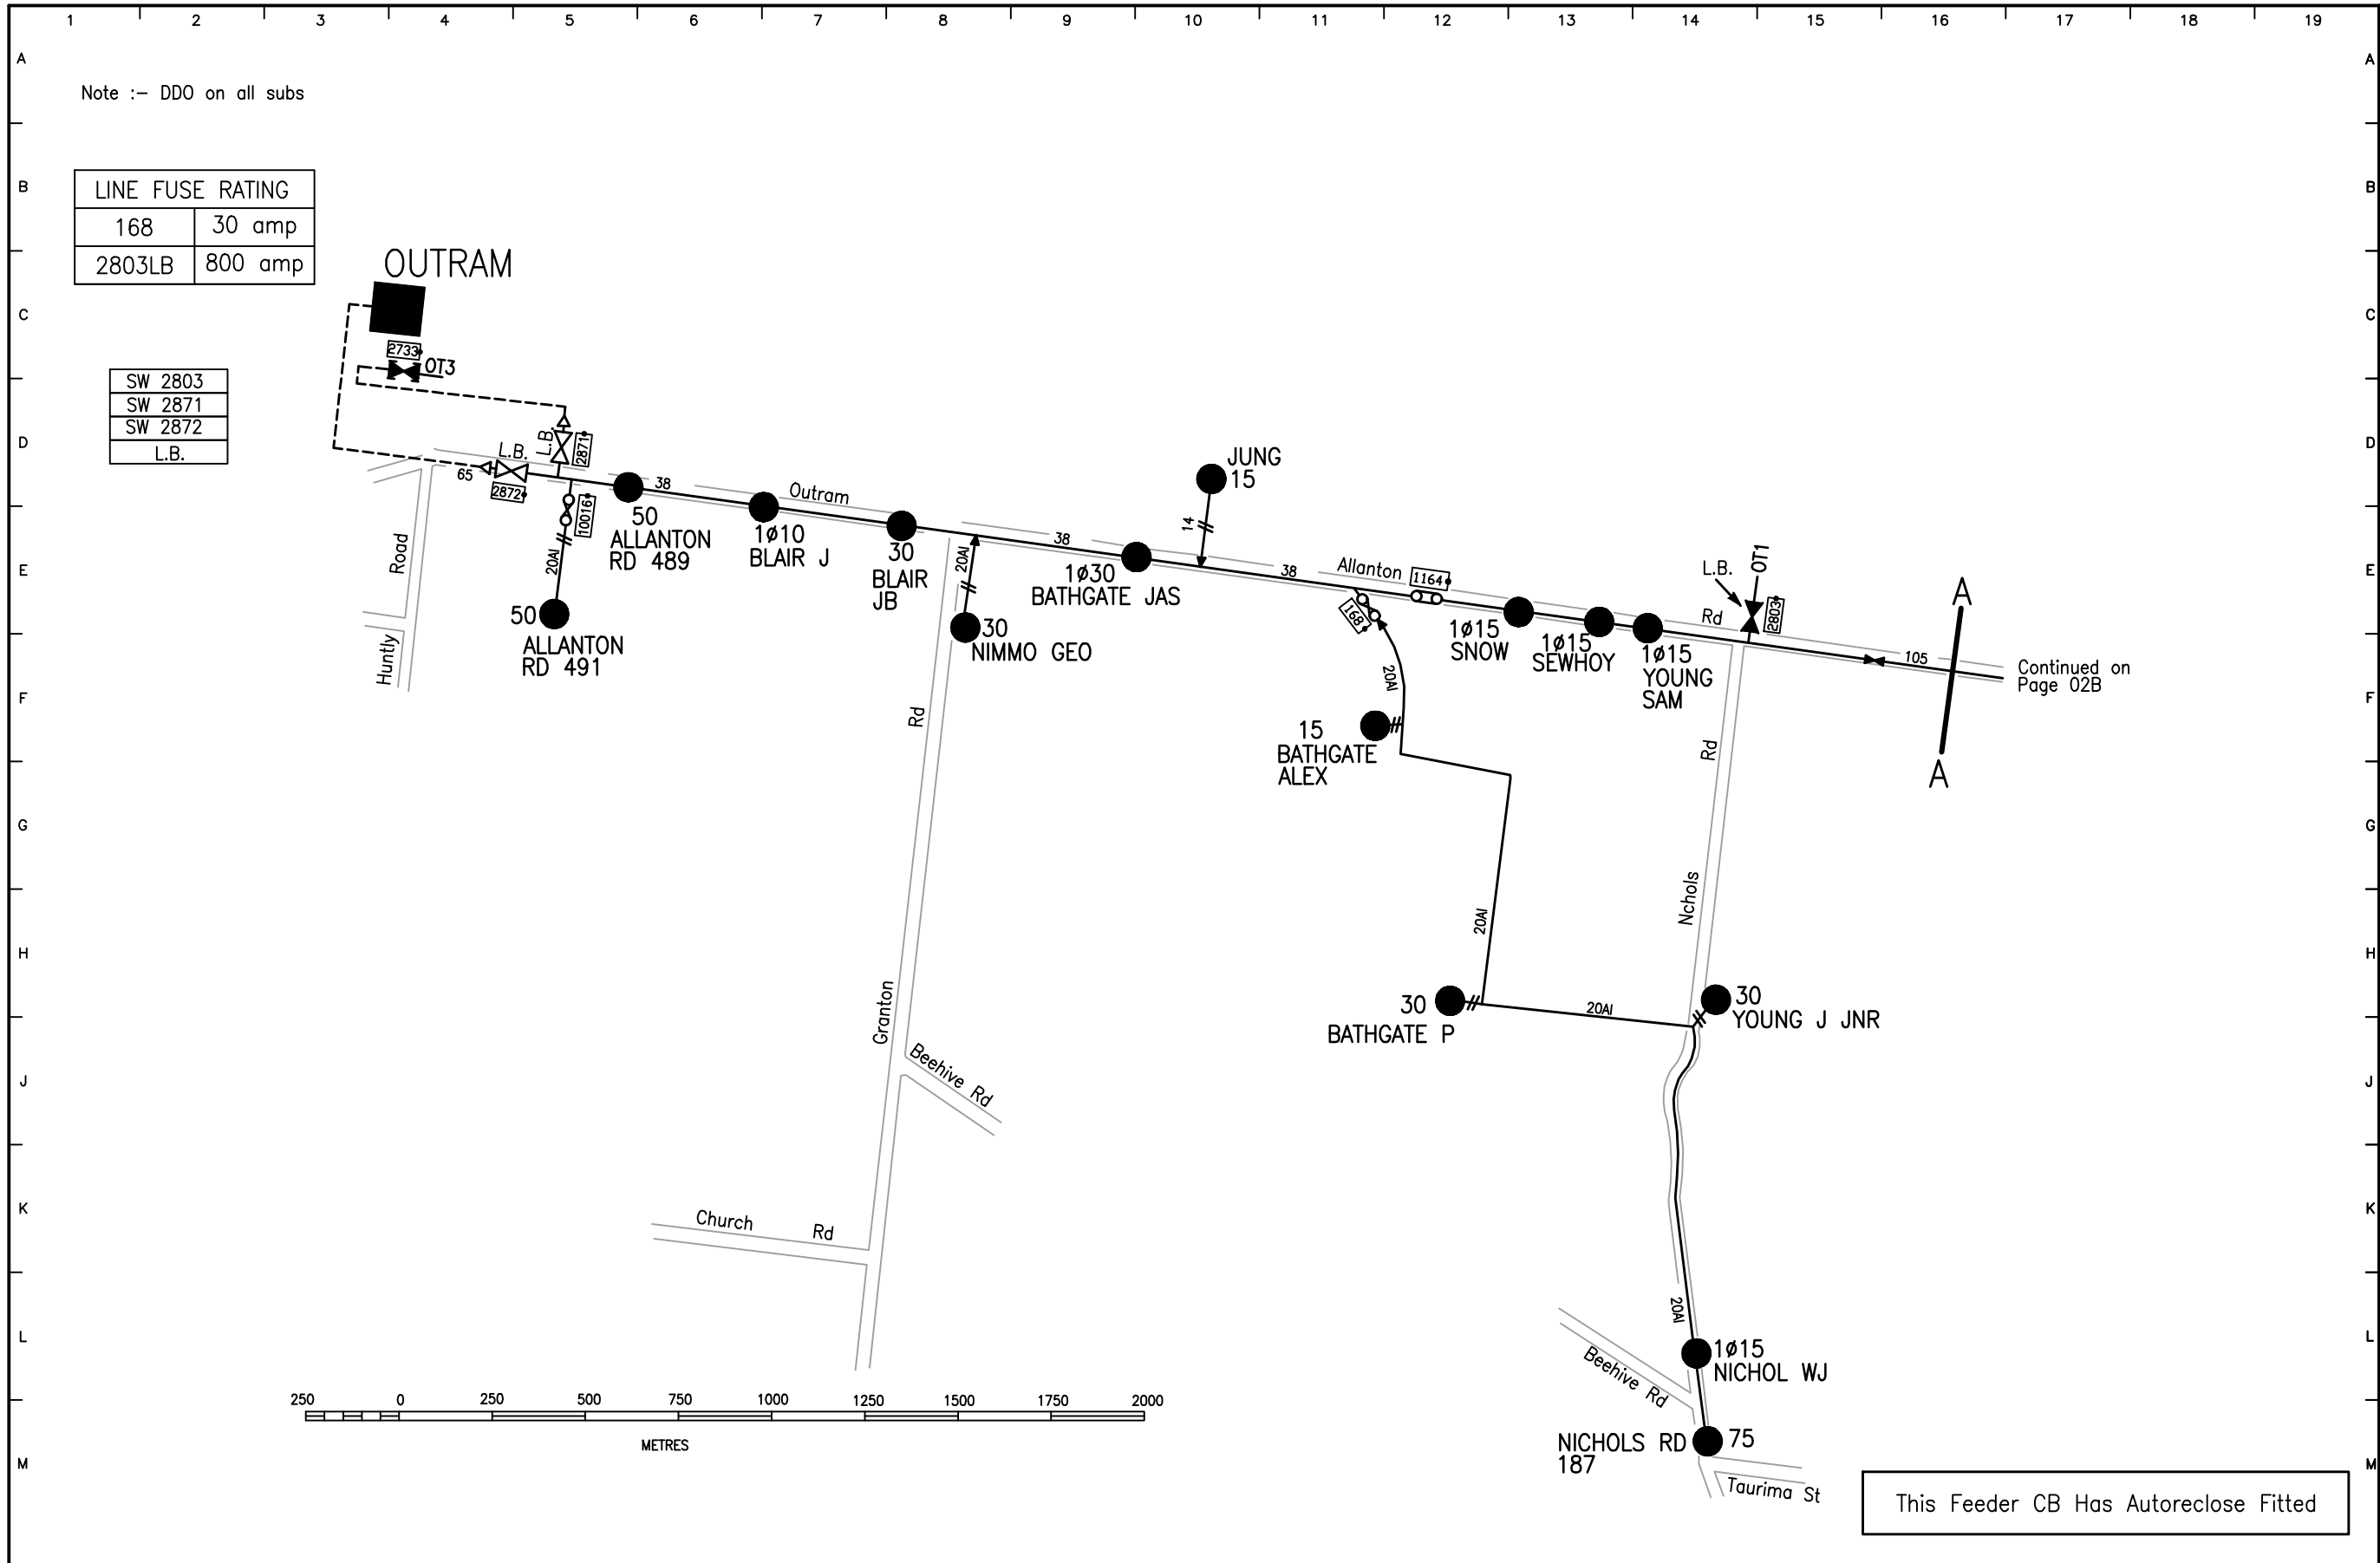 1 2 3 4 5 6 7 8 9 10 11 12 13 14 15 16 17 18 19
A A
Note :- DDO on all subs
B B
LINE FUSE RATING
168 30 amp
2803LB 800 amp
OUTRAM
C C
2733
OT3
SW 2803
SW 2871
SW 2872
L.B.
D D
L.B.
L.B.
2871
65
2872
10016
38
Outram
JUNG
15
14
50
ALLANTON
RD 489
1ø10
BLAIR J
30
BLAIR
JB
20Al
20Al
38
1ø30
BATHGATE JAS
38
Allanton
1164
168
L.B.
OT1
2803
Rd
E E
Road
Huntly
50
ALLANTON
RD 491
30
NIMMO GEO
1ø15
SNOW
1ø15
SEWHOY
1ø15
YOUNG
SAM
105
A
A
Continued on
Page 02B
F F
Rd
20Al
15
BATHGATE
ALEX
Rd
G G
Nchols
20Al
H H
Granton
30
BATHGATE P
20Al
30
YOUNG J JNR
J J
Beehive Rd
K K
Church Rd
20Al
L L
1ø15
NICHOL WJ
Beehive Rd
250 0 250 500 750 1000 1250 1500 1750 2000
METRES
M M
NICHOLS RD
187
75
Taurima St
This Feeder CB Has Autoreclose Fitted